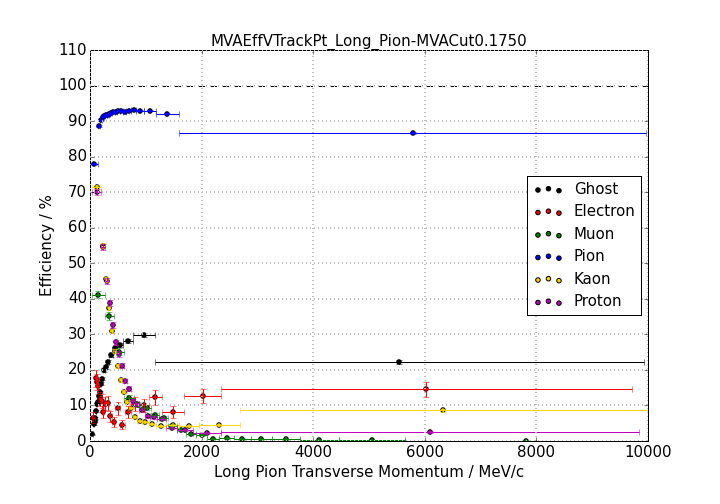 MVAEffVTrackPt_Long_Pion-MVACut0.1750
110
100
90
80
70
60
50
40
30
20
10
0
Efficiency / %
Ghost
Electron
Muon
Pion
Kaon
Proton
0 2000 4000 6000 8000 10000
Long Pion Transverse Momentum / MeV/c